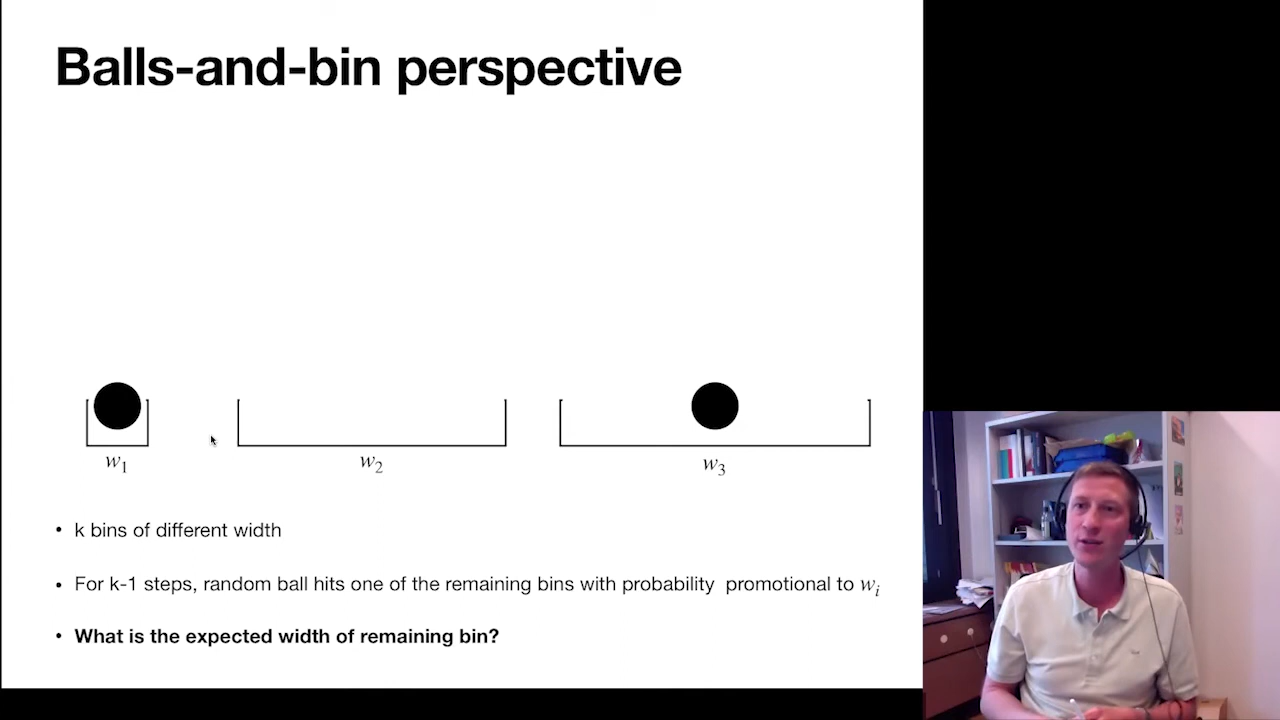 Balls-and-bin perspective
w1
w2
w3
• k bins of different width
• For k-1 steps, random ball hits one of the remaining bins with probability promotional to wi
• What is the expected width of remaining bin?